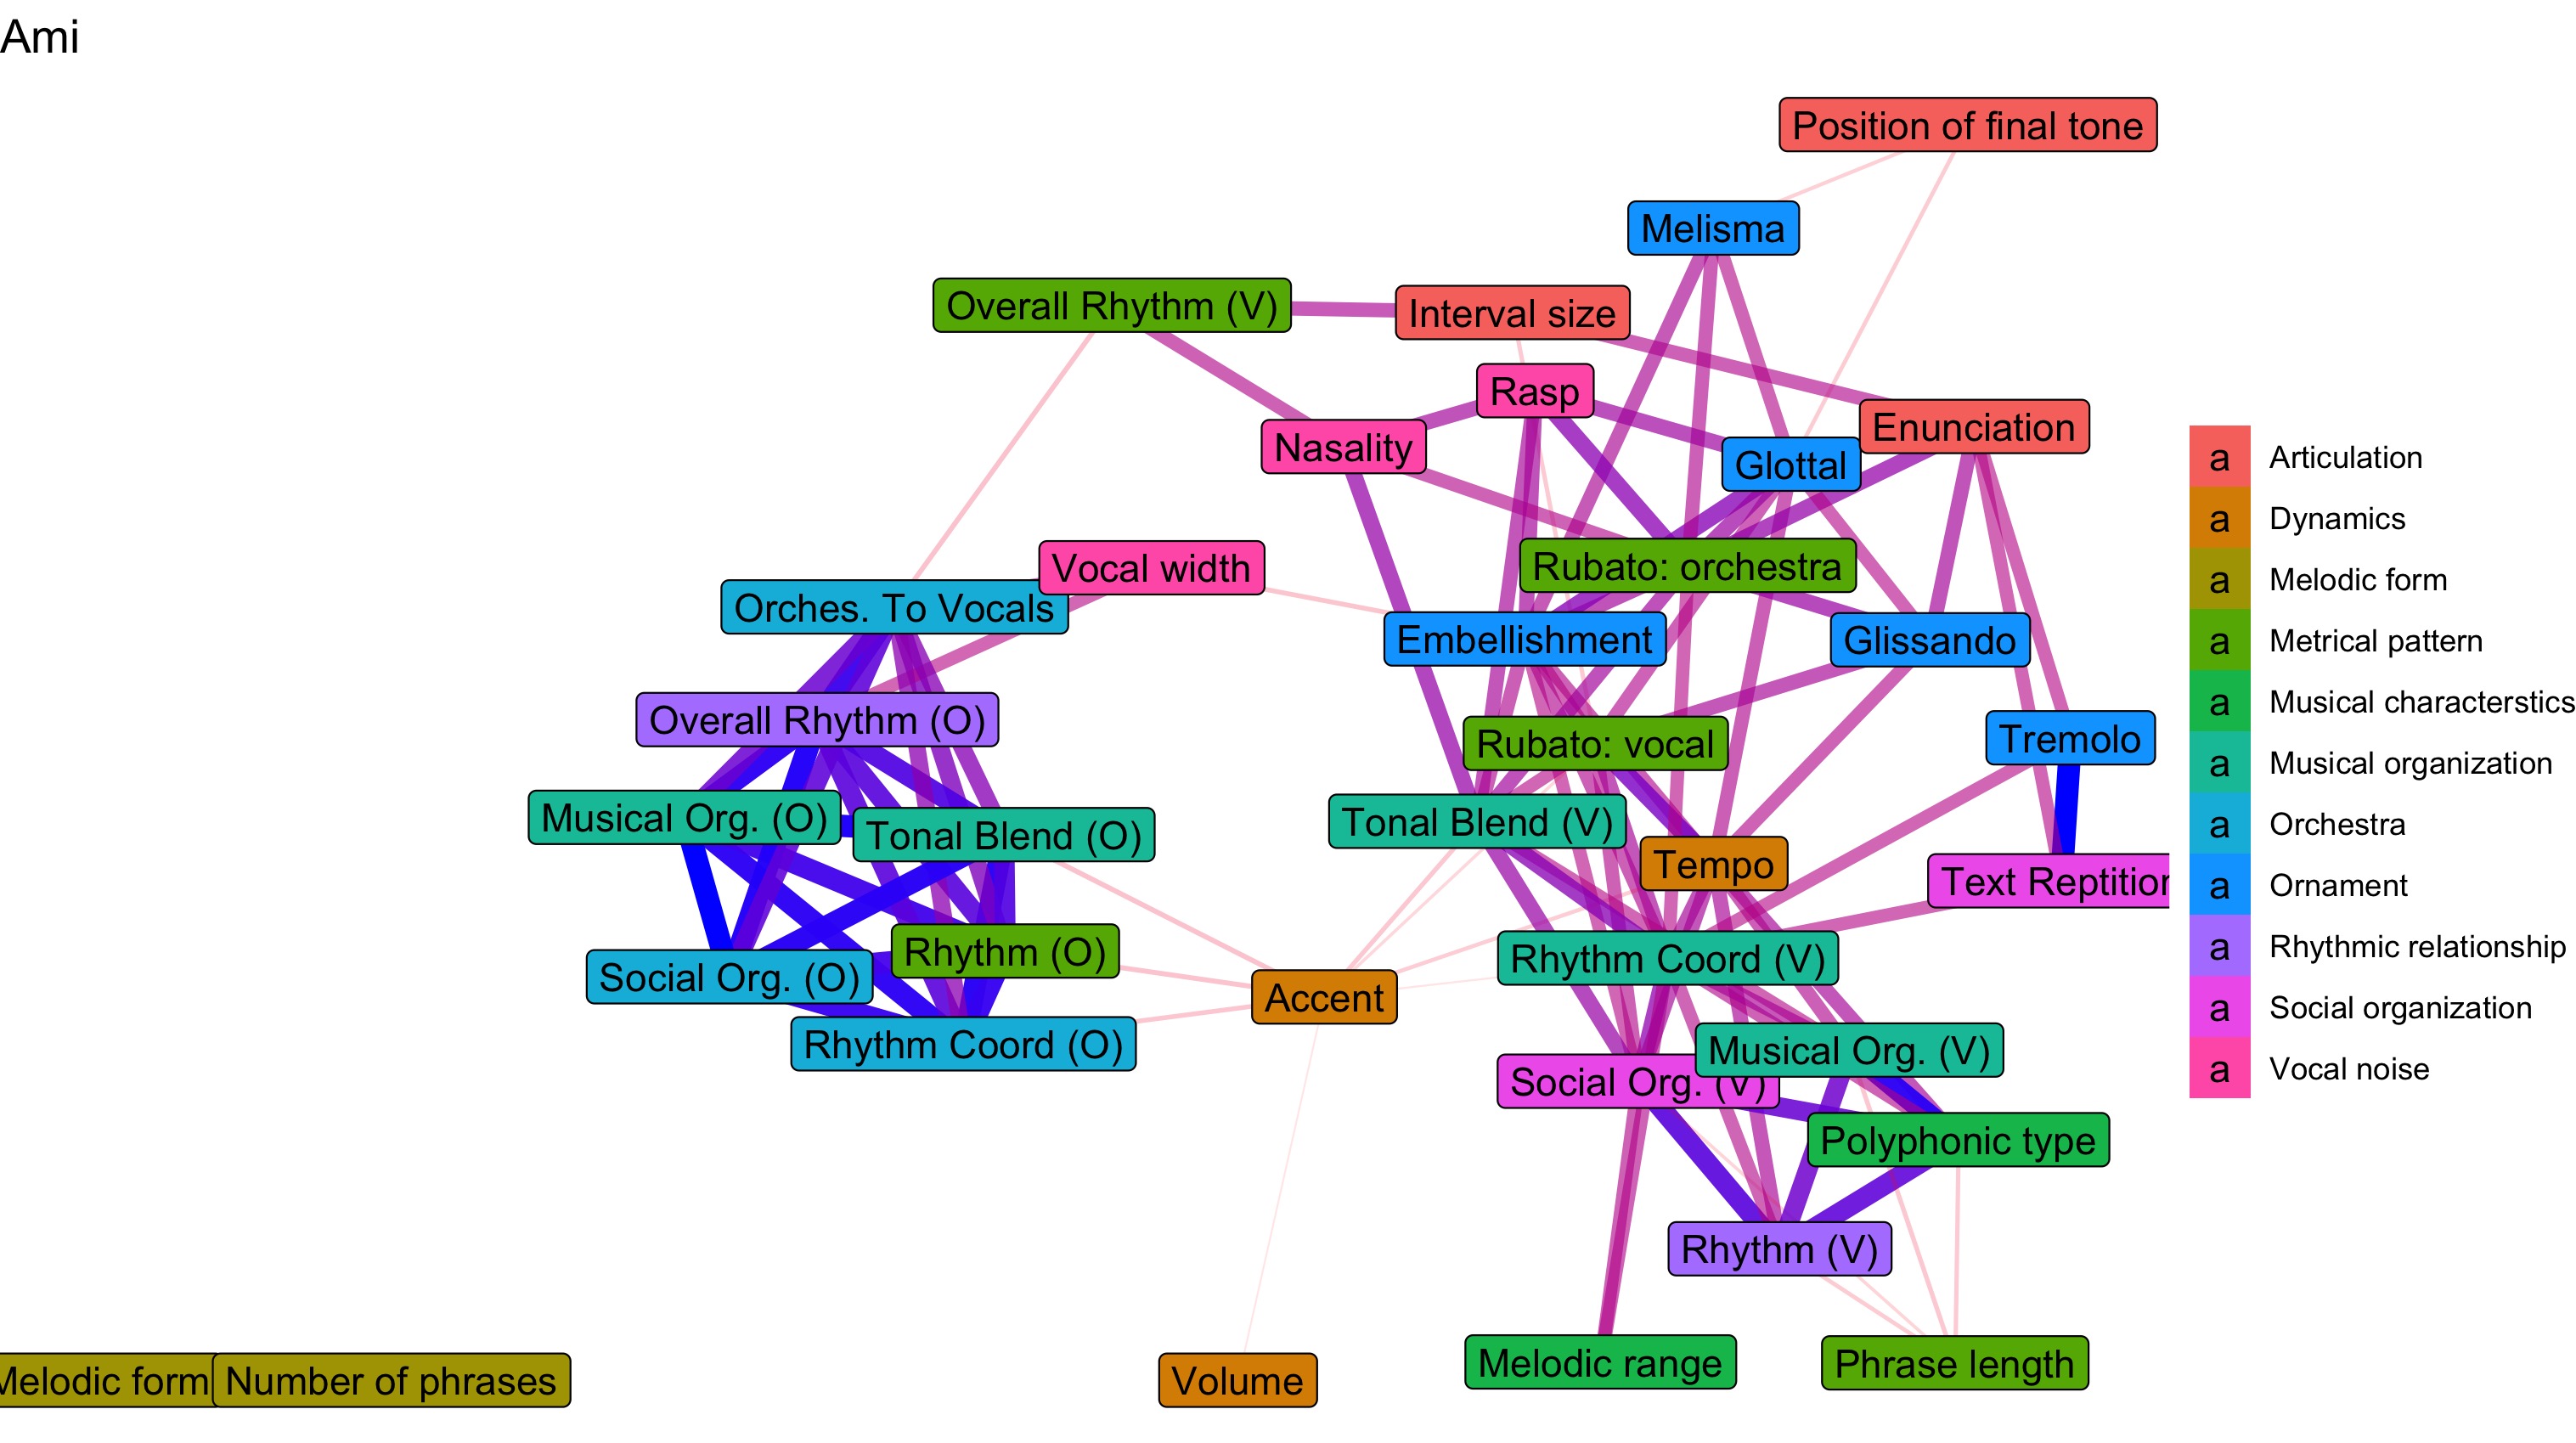 Ami
Position of final tone
Melisma
Overall Rhythm (V)
Interval size
Rasp
Nasality
Enunciation
Glottal
Vocal width
Rubato: orchestra
Orches. To Vocals
Embellishment
Glissando
Overall Rhythm (O)
Rubato: vocal
Tremolo
Musical Org. (O)
Tonal Blend (O)
Tonal Blend (V)
Tempo
Text Reptition
Rhythm (O)
Rhythm Coord (V)
Social Org. (O)
Accent
Rhythm Coord (O)
Musical Org. (V)
Social Org. (V)
Polyphonic type
Rhythm (V)
Melodic range
Phrase length
Melodic form
Number of phrases
Volume
a Articulation
a Dynamics
a Melodic form
a Metrical pattern
a Musical characterstics
a Musical organization
a Orchestra
a Ornament
a Rhythmic relationship
a Social organization
a Vocal noise